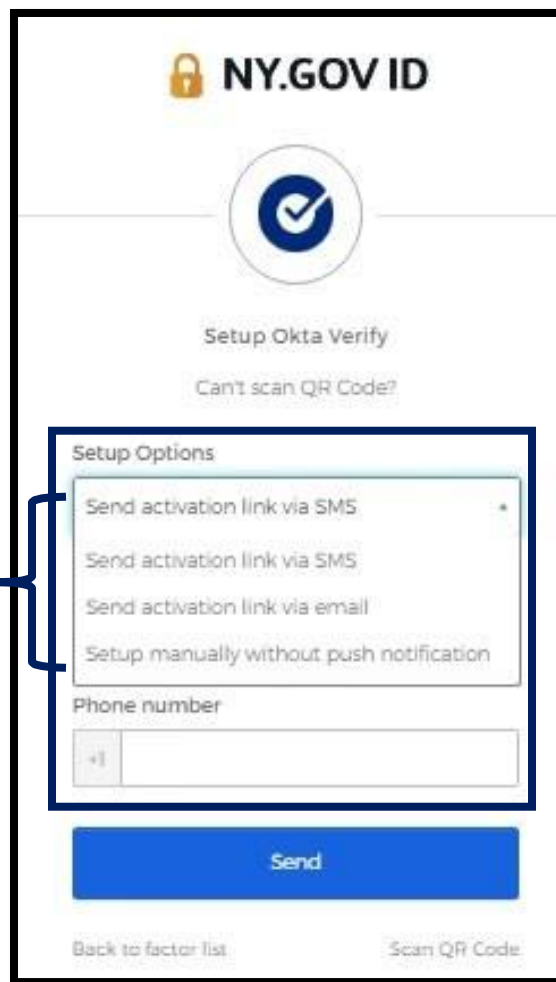 NY.GOV ID
Setup Okta Verify
Can't scan QR Code?
Setup Options
Send activation link via SMS
Send activation link via SMS
Send activation link via email
Setup manually without push notification
Phone number
+1
Send
Back to factor list
Scan QR Code